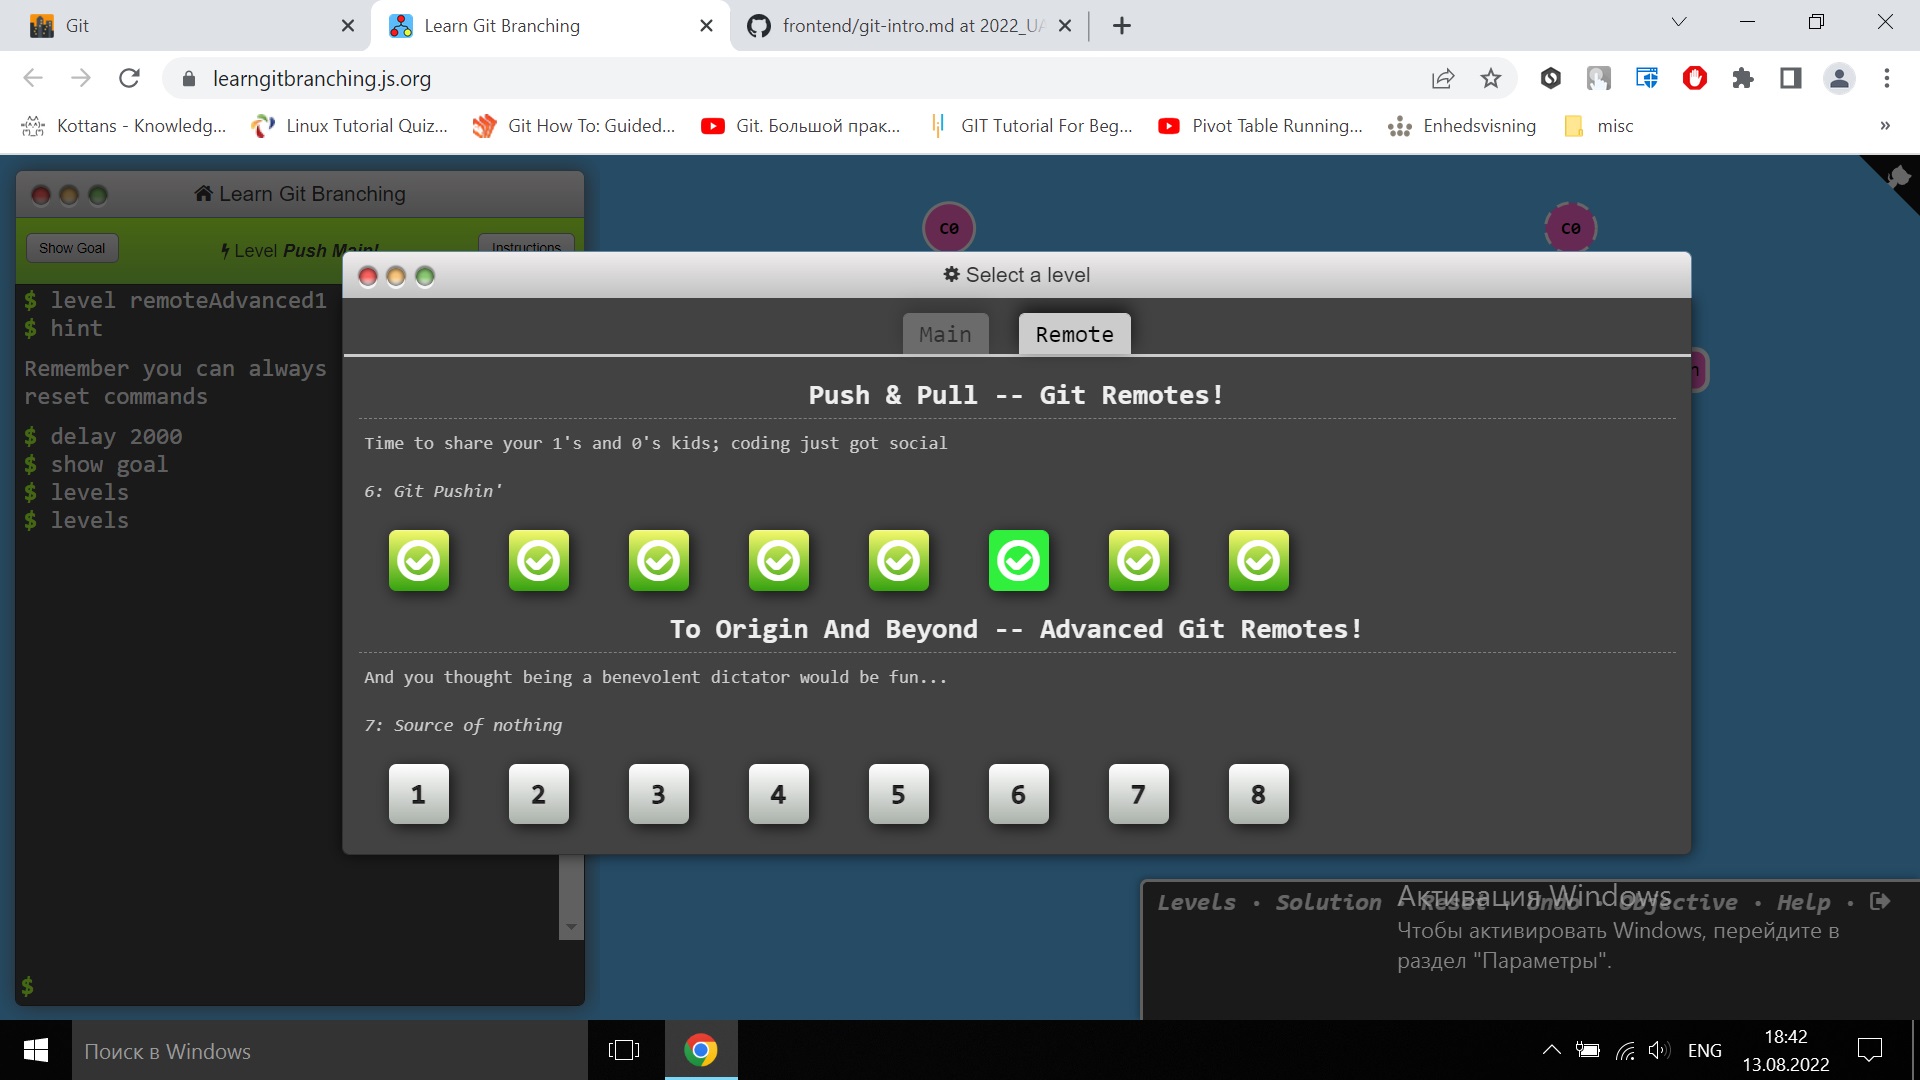 Git
Learn Git Branching
frontend/git-intro.md at 2022_UA
learngitbranching.js.org
Kottans - Knowledg...
Linux Tutorial Quiz...
Git How To: Guided...
Git. Большой прак...
GIT Tutorial For Beg...
Pivot Table Running...
Enhedsvisning
misc
»
Learn Git Branching
Show Goal
Level Push Main!
Instructions
C0
C0
$ level remoteAdvanced1
$ hint
Remember you can always
reset commands
$ delay 2000
$ show goal
$ levels
$ levels
$
Select a level
Main
Remote
Push & Pull -- Git Remotes!
Time to share your 1's and 0's kids; coding just got social
6: Git Pushin'
To Origin And Beyond -- Advanced Git Remotes!
And you thought being a benevolent dictator would be fun...
7: Source of nothing
1 2 3 4 5 6 7 8
Levels · Solution · Reset · Undo · Objective · Help ·
Активация Windows
Чтобы активировать Windows, перейдите в
раздел "Параметры".
Поиск в Windows
ENG
18:42
13.08.2022